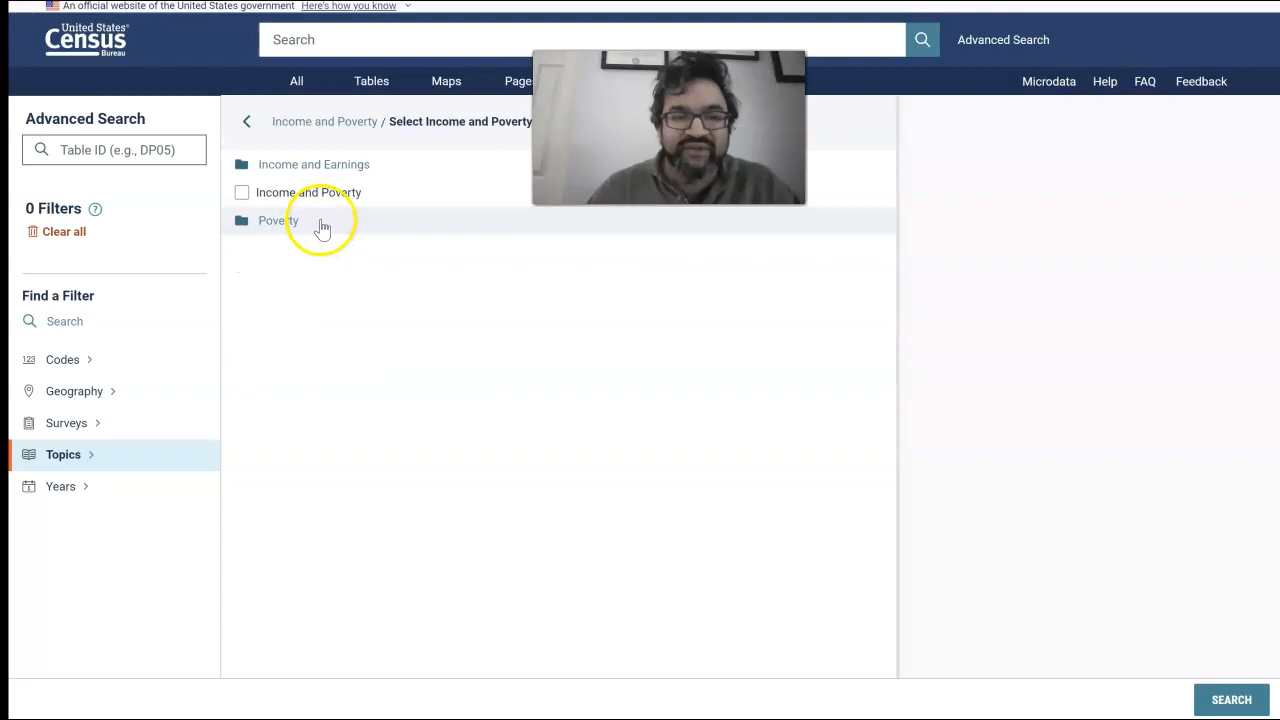 An official website of the United States government Here's how you know
United States®
Census
Bureau
Search
Advanced Search
All Tables Maps Page
Microdata Help FAQ Feedback
Advanced Search
Table ID (e.g., DP05)
0 Filters ?
Clear all
Find a Filter
Search
123 Codes
Geography
Surveys
Topics
1 Years
Income and Poverty / Select Income and Poverty
Income and Earnings
Income and Poverty
Poverty
SEARCH